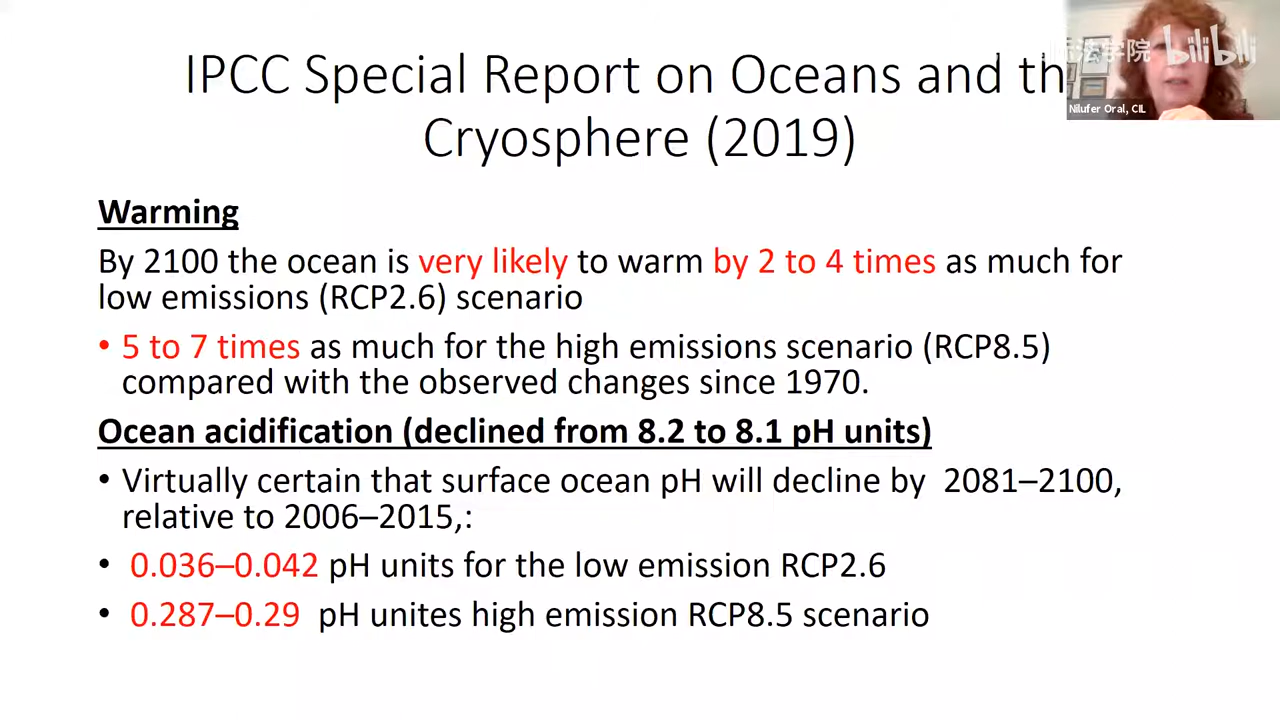 IPCC Special Report on Oceans and th
Cryosphere (2019)
法学院 bilibili
Nilufer Oral, CIL
Warming
By 2100 the ocean is very likely to warm by 2 to 4 times as much for
low emissions (RCP2.6) scenario
• 5 to 7 times as much for the high emissions scenario (RCP8.5)
compared with the observed changes since 1970.
Ocean acidification (declined from 8.2 to 8.1 pH units)
• Virtually certain that surface ocean pH will decline by 2081–2100,
relative to 2006–2015,:
• 0.036–0.042 pH units for the low emission RCP2.6
• 0.287–0.29 pH unites high emission RCP8.5 scenario